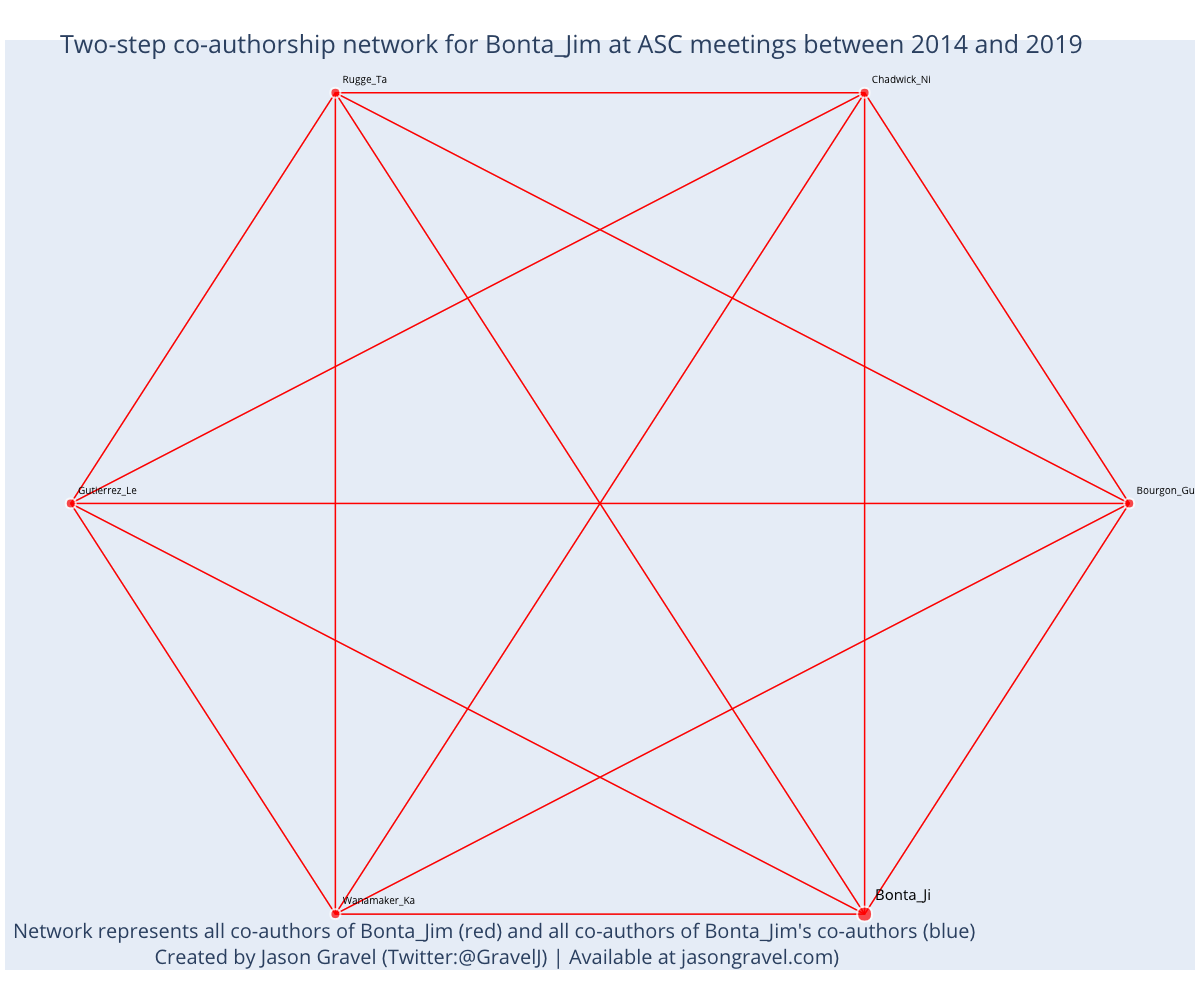 Two-step co-authorship network for Bonta_Jim at ASC meetings between 2014 and 2019
Rugge_Ta
Chadwick_Ni
Gutierrez_Le
Bourgon_Gu
Bonta_Ji
Wanamaker_Ka
Network represents all co-authors of Bonta_Jim (red) and all co-authors of Bonta_Jim's co-authors (blue)
Created by Jason Gravel (Twitter:@GravelJ) | Available at jasongravel.com)